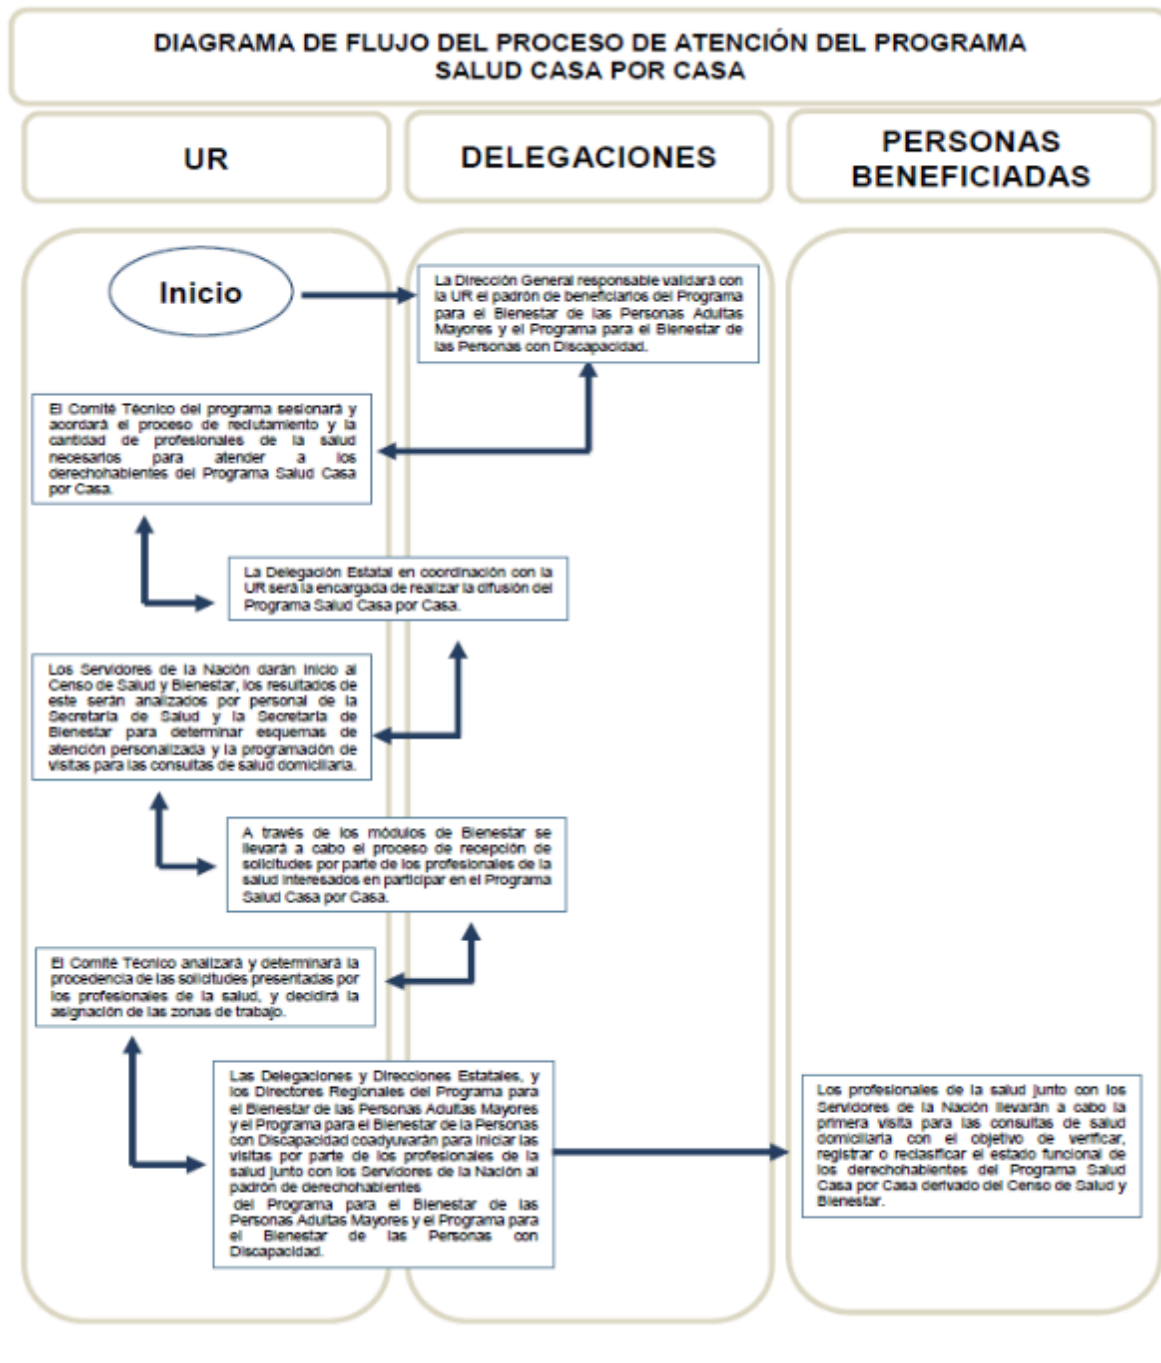 DIAGRAMA DE FLUJO DEL PROCESO DE ATENCIÓN DEL PROGRAMA
SALUD CASA POR CASA
UR
DELEGACIONES
PERSONAS
BENEFICIADAS
Inicio
La Dirección General responsable validará con
la UR el padrón de beneficiarios del Programa
para el Bienestar de las Personas Adultas
Mayores y el Programa para el Bienestar de
las Personas con Discapacidad.
El Comité Técnico del programa sesionará y
acordará el proceso de reclutamiento y la
cantidad de profesionales de la salud
necesarios para atender a los
derechohabientes del Programa Salud Casa
por Casa.
La Delegación Estatal en coordinación con la
UR será la encargada de realizar la difusión del
Programa Salud Casa por Casa.
Los Servidores de la Nación darán inicio al
Censo de Salud y Bienestar, los resultados de
este serán analizados por personal de la
Secretaría de Salud y la Secretaría de
Bienestar para determinar esquemas de
atención personalizada y la programación de
visitas para las consultas de salud domiciliaria.
A través de los módulos de Bienestar se
llevará a cabo el proceso de recepción de
solicitudes por parte de los profesionales de la
salud interesados en participar en el Programa
Salud Casa por Casa.
El Comité Técnico analizará y determinará la
procedencia de las solicitudes presentadas por
los profesionales de la salud, y decidirá la
asignación de las zonas de trabajo.
Las Delegaciones y Direcciones Estatales, y
los Directores Regionales del Programa para
el Bienestar de las Personas Adultas Mayores
y el Programa para el Bienestar de la Personas
con Discapacidad coadyuvarán para iniciar las
visitas por parte de los profesionales de la
salud junto con los Servidores de la Nación al
padrón de derechohabientes
del Programa para el Bienestar de las
Personas Adultas Mayores y el Programa para
el Bienestar de las Personas con
Discapacidad.
Los profesionales de la salud junto con los
Servidores de la Nación llevarán a cabo la
primera visita para las consultas de salud
domiciliaria con el objetivo de verificar,
registrar o reclasificar el estado funcional de
los derechohabientes del Programa Salud
Casa por Casa derivado del Censo de Salud y
Bienestar.